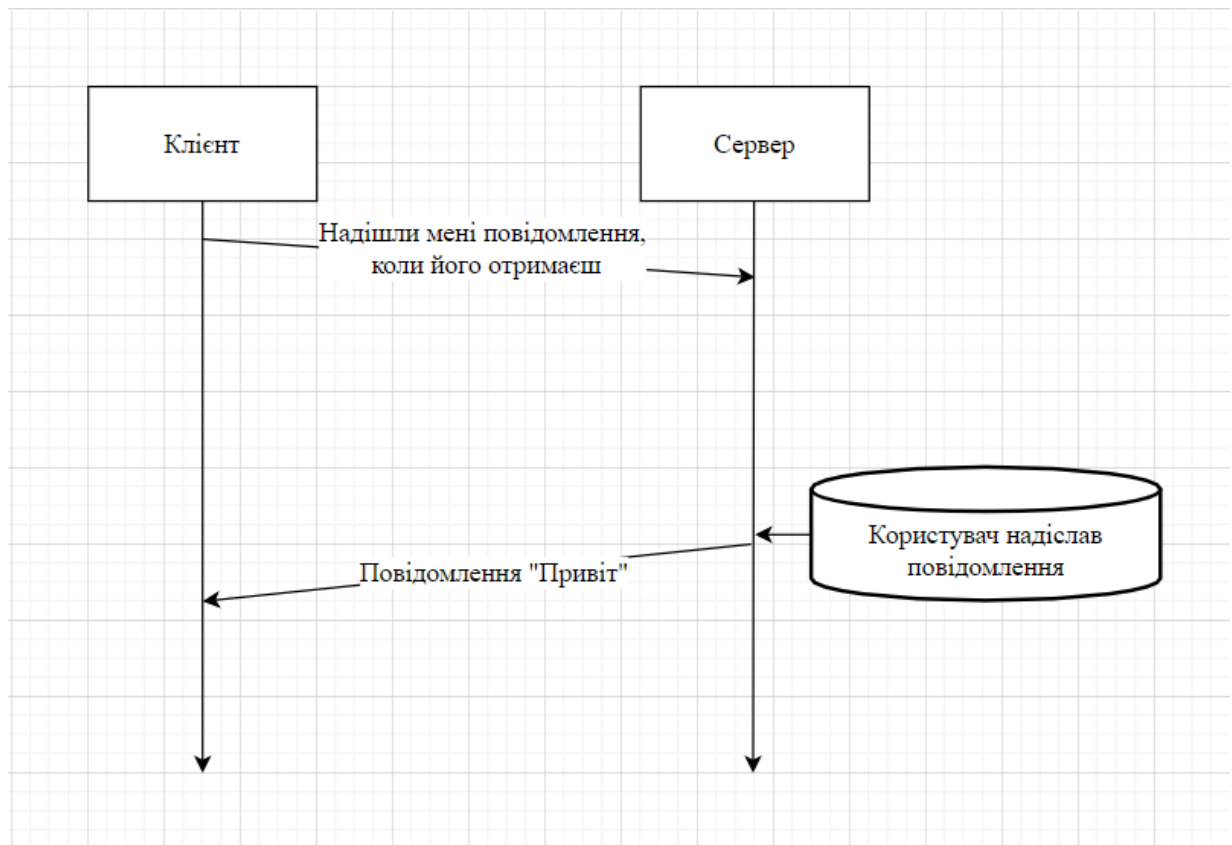 Клієнт
Сервер
Надішли мені повідомлення,
коли його отримаєш
Користувач надіслав
повідомлення
Повідомлення "Привіт"